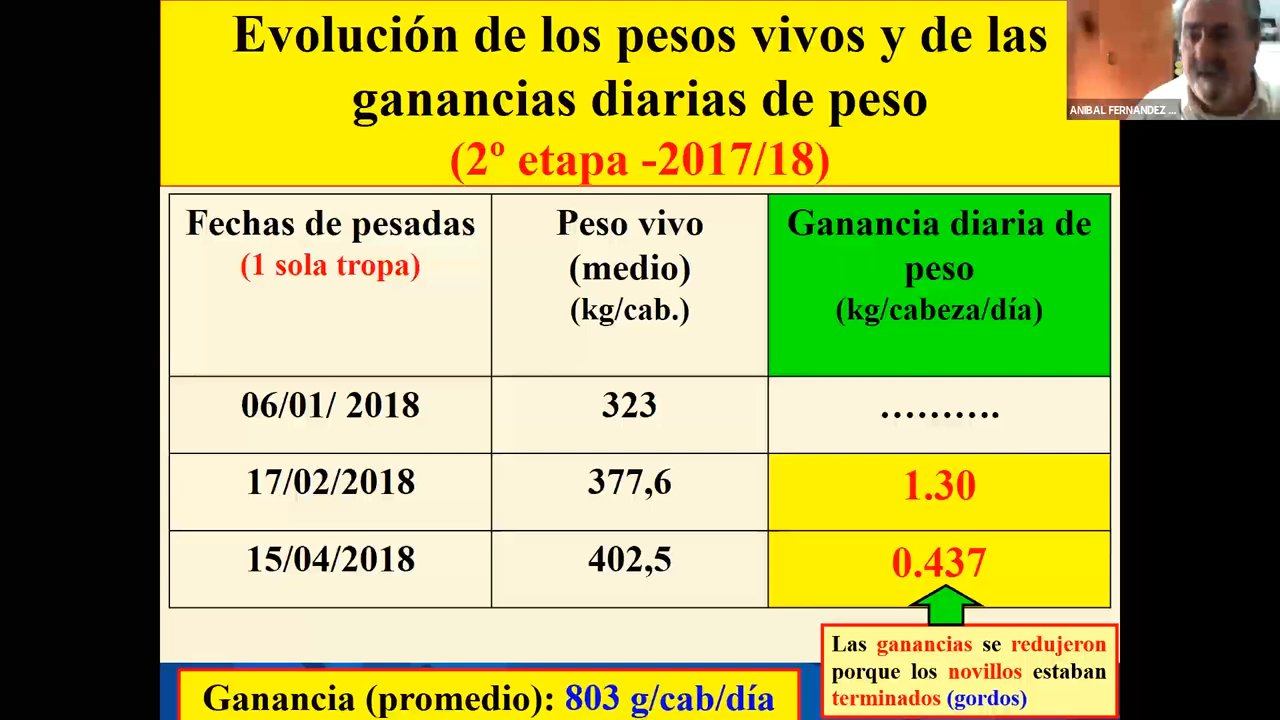 Evolución de los pesos vivos y de las
ganancias diarias de peso
(2º etapa -2017/18)
ANIBAL FERNANDEZ ...
Fechas de pesadas
(1 sola tropa)
Peso vivo
(medio)
(kg/cab.)
Ganancia diaria de
peso
(kg/cabeza/día)
06/01/ 2018
323
……….
17/02/2018
377,6
1.30
15/04/2018
402,5
0.437
Las ganancias se redujeron
porque los novillos estaban
terminados (gordos)
Ganancia (promedio): 803 g/cab/día